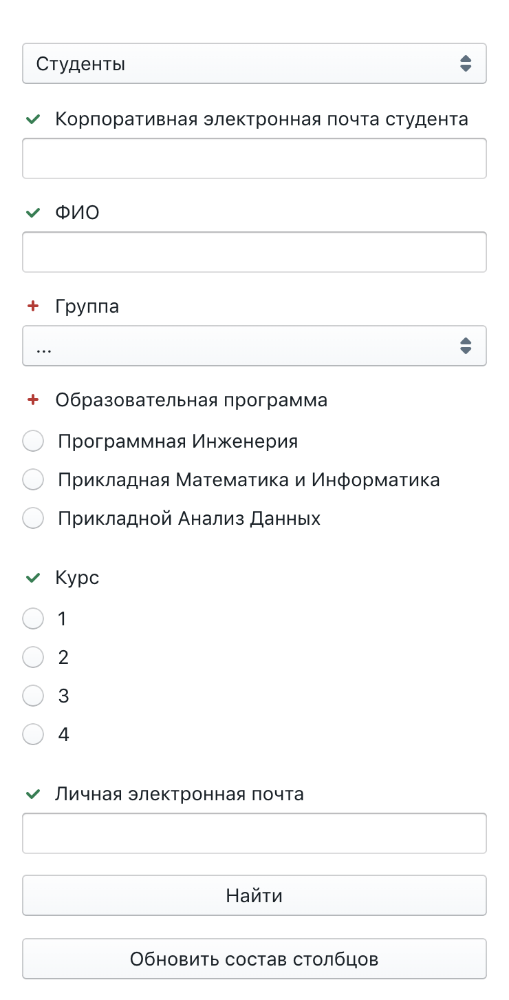 Студенты
Корпоративная электронная почта студента
ФИО
Группа
...
Образовательная программа
Программная Инженерия
Прикладная Математика и Информатика
Прикладной Анализ Данных
Курс
1
2
3
4
Личная электронная почта
Найти
Обновить состав столбцов